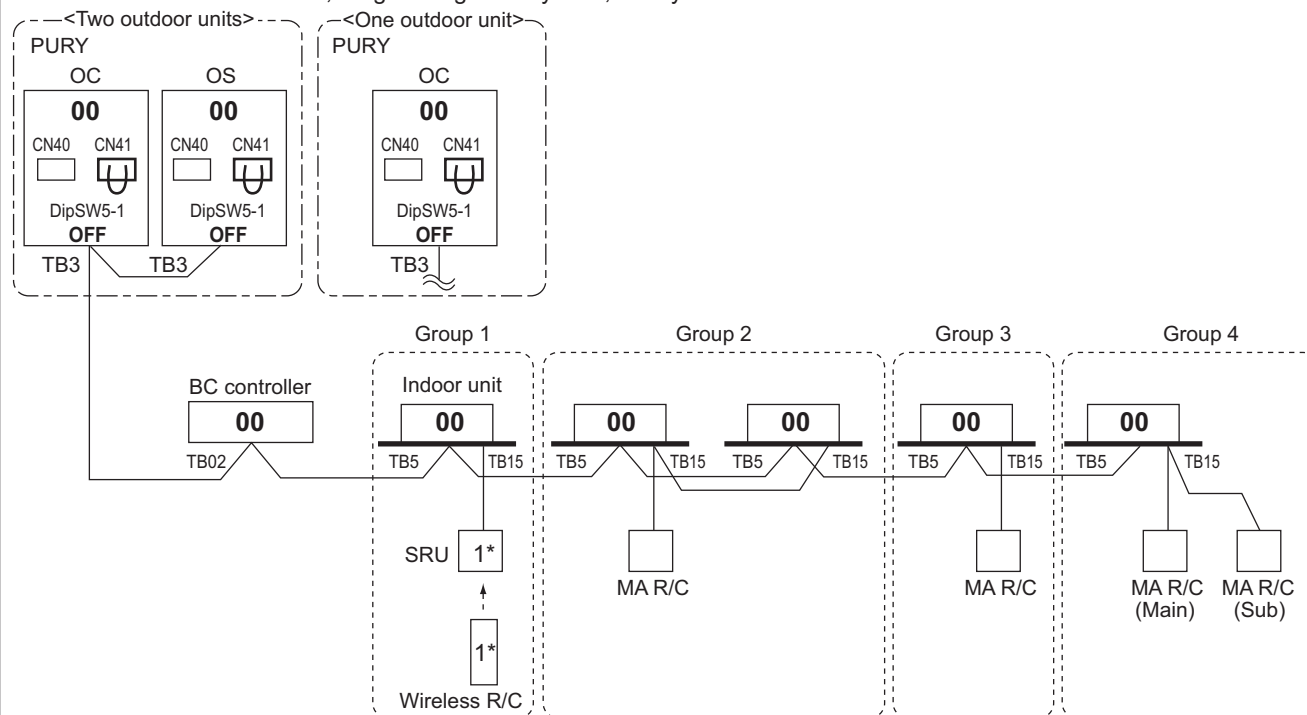 <Two outdoor units> <One outdoor unit>
PURY PURY
OC OS OC
00 00 00
CN40 CN41 CN40 CN41 CN40 CN41
DipSW5-1 DipSW5-1 DipSW5-1
OFF OFF OFF
TB3 TB3 TB3
Group 1 Group 2 Group 3 Group 4
BC controller Indoor unit
00 00 00 00 00 00
TB02 TB5 TB15 TB5 TB15 TB5 TB15 TB5 TB15 TB5 TB15
SRU 1*
MA R/C MA R/C MA R/C MA R/C
(Main) (Sub)
1*
Wireless R/C